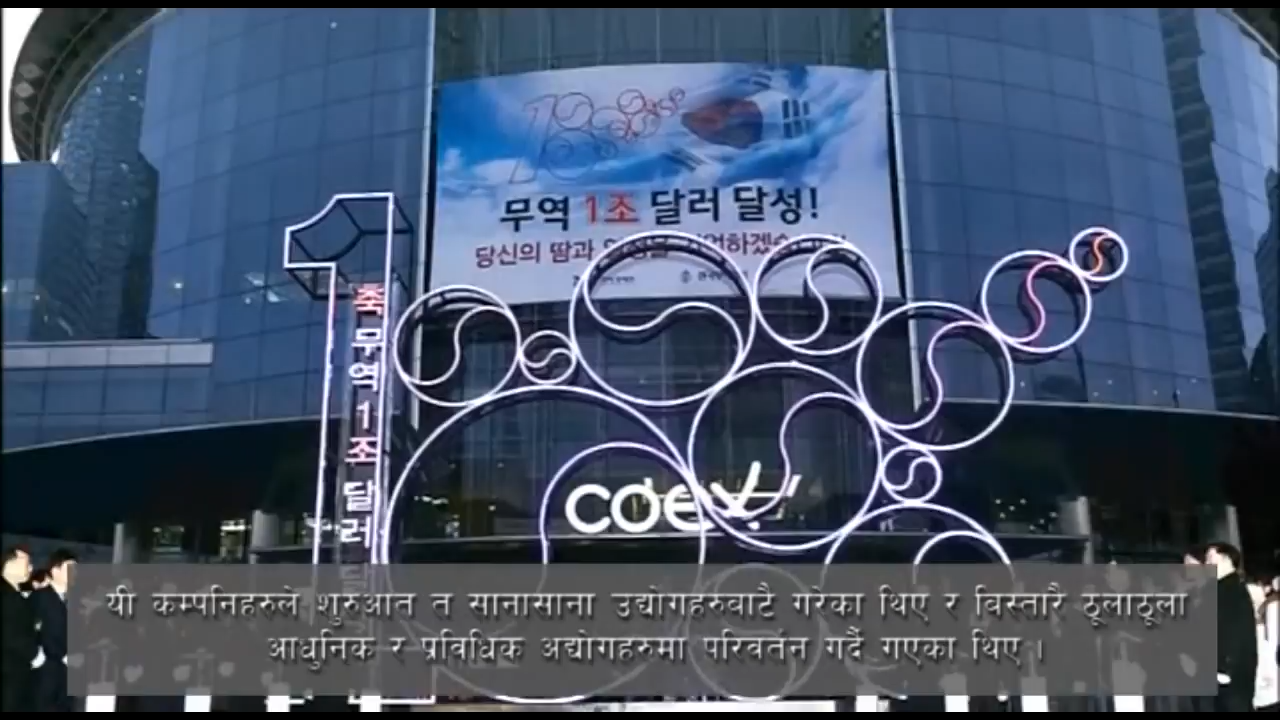 무역 1조 달러 달성!
당신의 땀과
축 무역 1조 달러
coex
यी कम्पनिहरुले शुरुआत त सानासाना उद्योगहरुबाटै गरेका थिए र बिस्तारै ठूलाठूला
आधुनिक र प्रविधिक अद्योगहरुमा परिवर्तन गर्दै गएका थिए ।